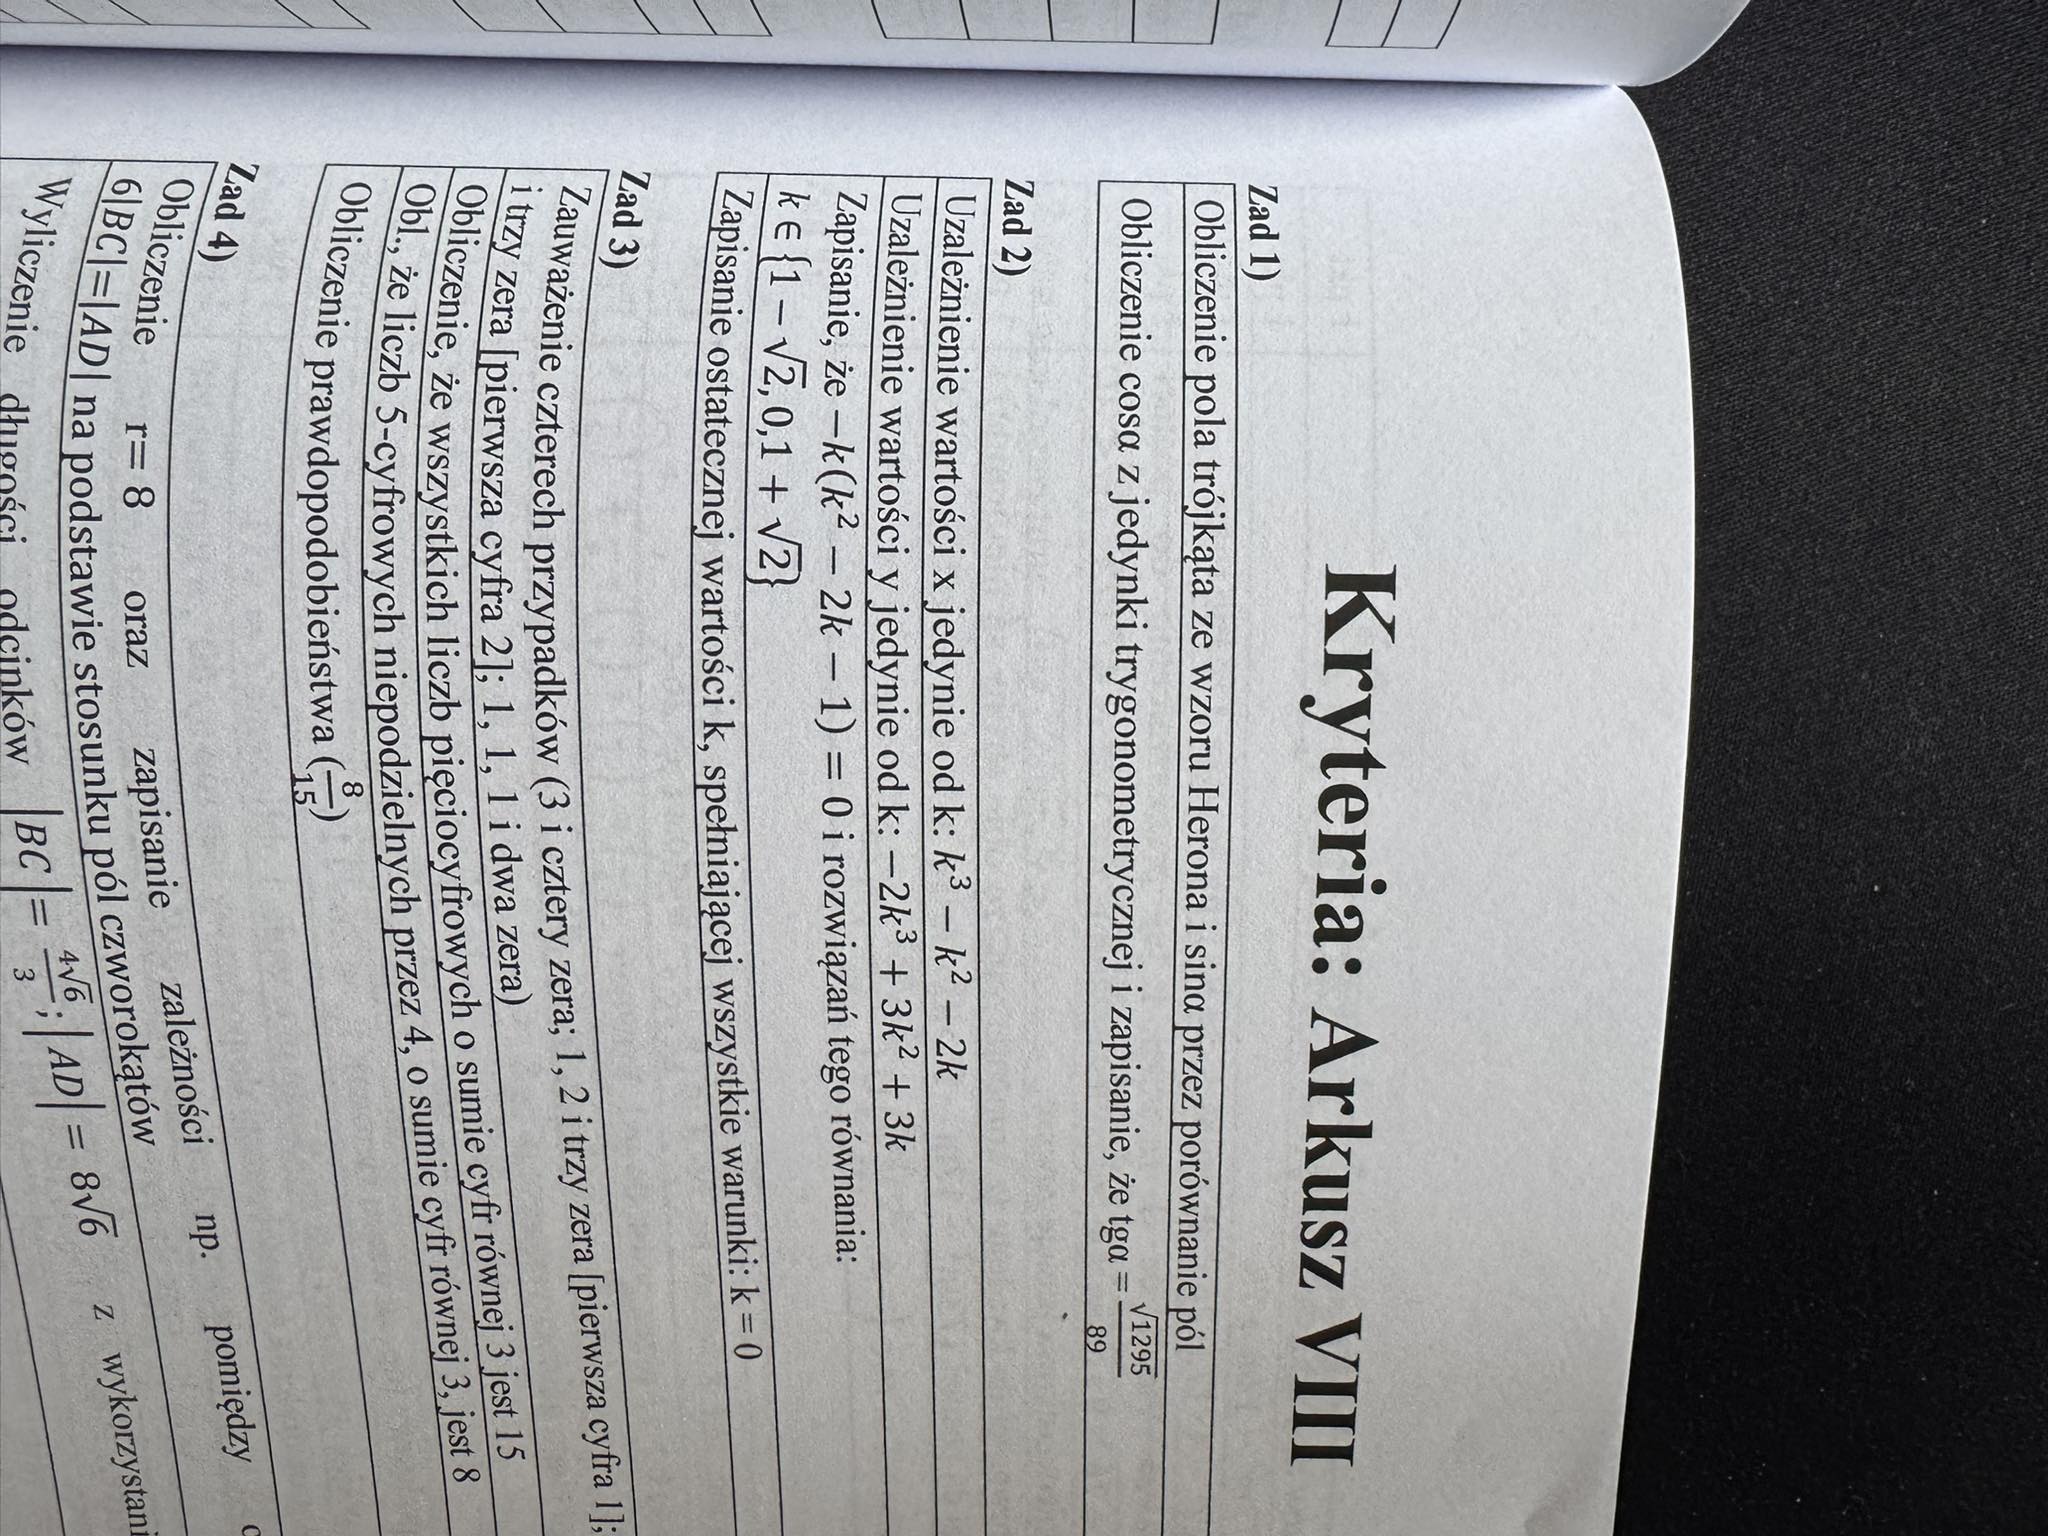 Kryteria: Arkusz VIII
Zad 1)
Obliczenie pola trójkąta ze wzoru Herona i sinα przez porównanie pól
Obliczenie cosα z jedynki trygonometrycznej i zapisanie, że tgα = √1295/89
Zad 2)
Uzależnienie wartości x jedynie od k: k³ − k² − 2k
Uzależnienie wartości y jedynie od k: −2k³ + 3k² + 3k
Zapisanie, że −k(k² − 2k − 1) = 0 i rozwiązań tego równania:
k ∈ {1 − √2, 0, 1 + √2}
Zapisanie ostatecznej wartości k, spełniającej wszystkie warunki: k = 0
Zad 3)
Zauważenie czterech przypadków (3 i cztery zera; 1, 2 i trzy zera [pierwsza cyfra 1];
i trzy zera [pierwsza cyfra 2]; 1, 1, 1 i dwa zera)
Obliczenie, że wszystkich liczb pięciocyfrowych o sumie cyfr równej 3 jest 15
Obl., że liczb 5-cyfrowych niepodzielnych przez 4, o sumie cyfr równej 3, jest 8
Obliczenie prawdopodobieństwa (8/15)
Zad 4)
Obliczenie r= 8 oraz zapisanie zależności np. pomiędzy
6|BC|=|AD| na podstawie stosunku pól czworokątów
Wyliczenie długości odcinków |BC| = 4√6/3; |AD| = 8√6 z